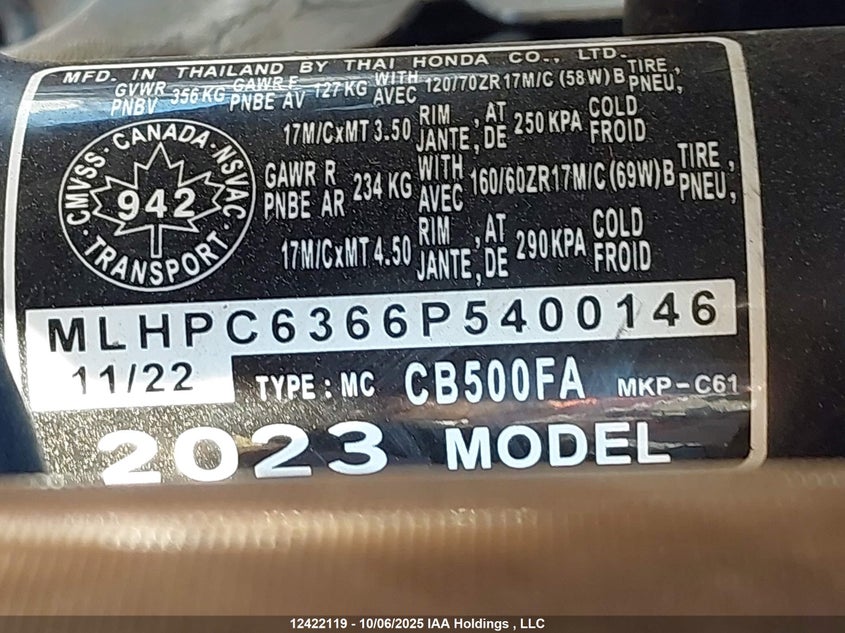 MFD. IN THAILAND BY THAI HONDA CO., LTD.
GVWR PNBV 356 KG GAWR F PNBE AV 127 KG WITH AVEC 120/70ZR17M/C (58W) B TIRE, PNEU,
17M/CxMT 3.50 RIM JANTE, AT DE 250 KPA COLD FROID
CMVSS · CANADA · NSVAC · TRANSPORT ·
942
GAWR R PNBE AR 234 KG WITH AVEC 160/60ZR17M/C (69W) B TIRE, PNEU,
17M/CxMT 4.50 RIM JANTE, AT DE 290 KPA COLD FROID
MLHPC6366P5400146
11/22 TYPE : MC CB500FA MKP-C61
2023 MODEL
12422119 - 10/06/2025 IAA Holdings , LLC